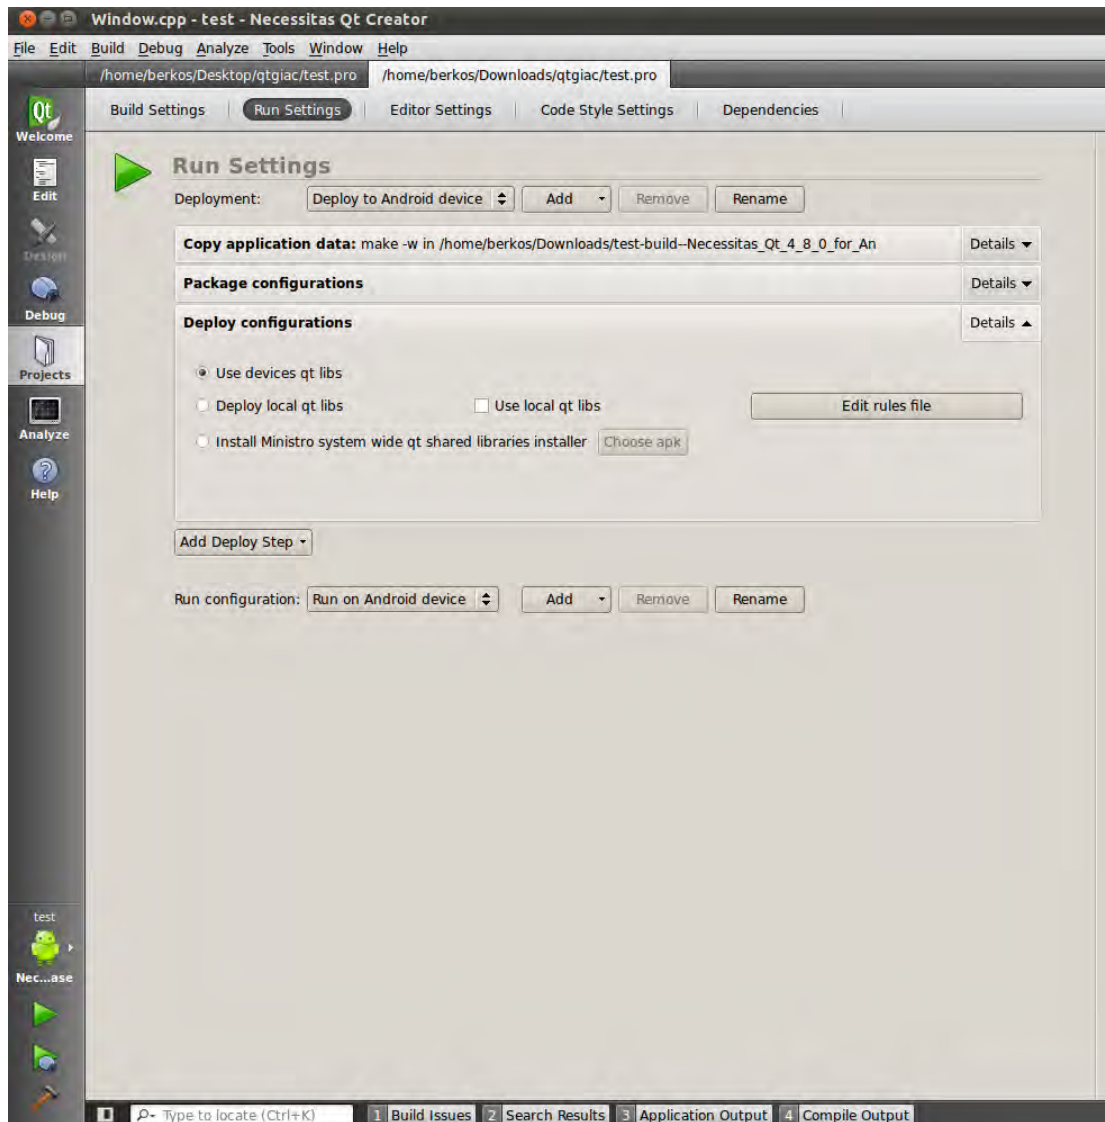 Window.cpp - test - Necessitas Qt Creator
File Edit Build Debug Analyze Tools Window Help
/home/berkos/Desktop/qtgiac/test.pro /home/berkos/Downloads/qtgiac/test.pro
Qt
Welcome
Build Settings Run Settings Editor Settings Code Style Settings Dependencies
Edit
Design
Debug
Projects
Analyze
Help
Run Settings
Deployment: Deploy to Android device Add Remove Rename
Copy application data: make -w in /home/berkos/Downloads/test-build--Necessitas_Qt_4_8_0_for_An Details
Package configurations Details
Deploy configurations Details
Use devices qt libs
Deploy local qt libs Use local qt libs Edit rules file
Install Ministro system wide qt shared libraries installer Choose apk
Add Deploy Step
Run configuration: Run on Android device Add Remove Rename
test
Nec...ase
Type to locate (Ctrl+K) 1 Build Issues 2 Search Results 3 Application Output 4 Compile Output